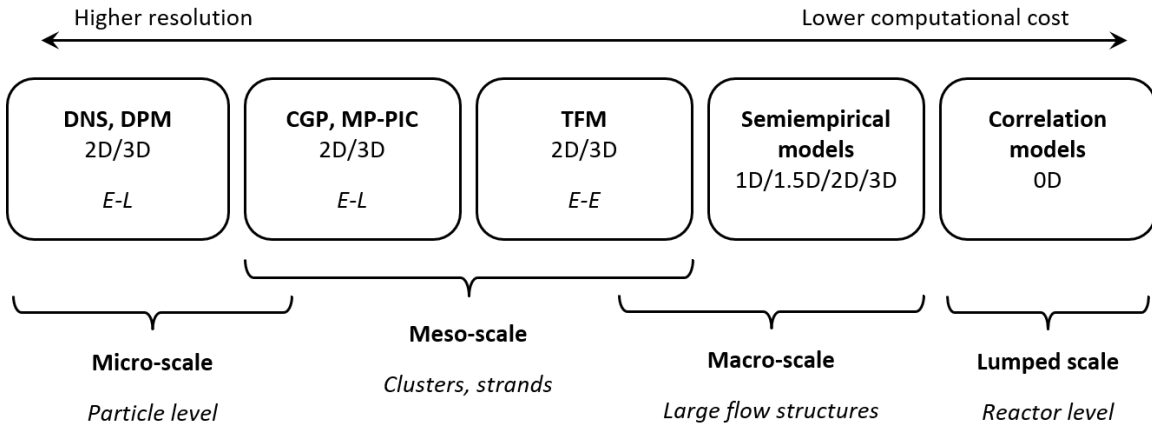 Higher resolution
Lower computational cost
DNS, DPM
2D/3D
E-L
CGP, MP-PIC
2D/3D
E-L
TFM
2D/3D
E-E
Semiempirical
models
1D/1.5D/2D/3D
Correlation
models
0D
Micro-scale
Particle level
Meso-scale
Clusters, strands
Macro-scale
Large flow structures
Lumped scale
Reactor level